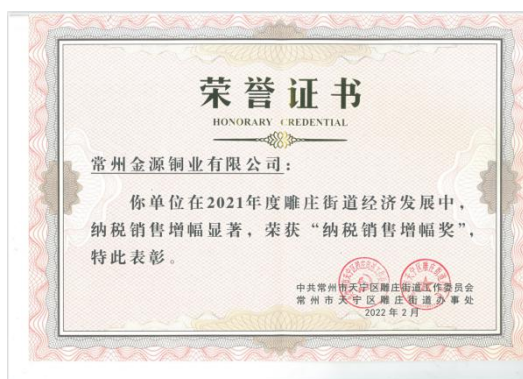 荣誉证书
HONORARY CREDENTIAL
常州金源铜业有限公司：
你单位在2021年度雕庄街道经济发展中，
纳税销售增幅显著，荣获“纳税销售增幅奖”，
特此表彰。
中共常州市天宁区雕庄街道工作委员会
常州市天宁区雕庄街道办事处
2022年2月